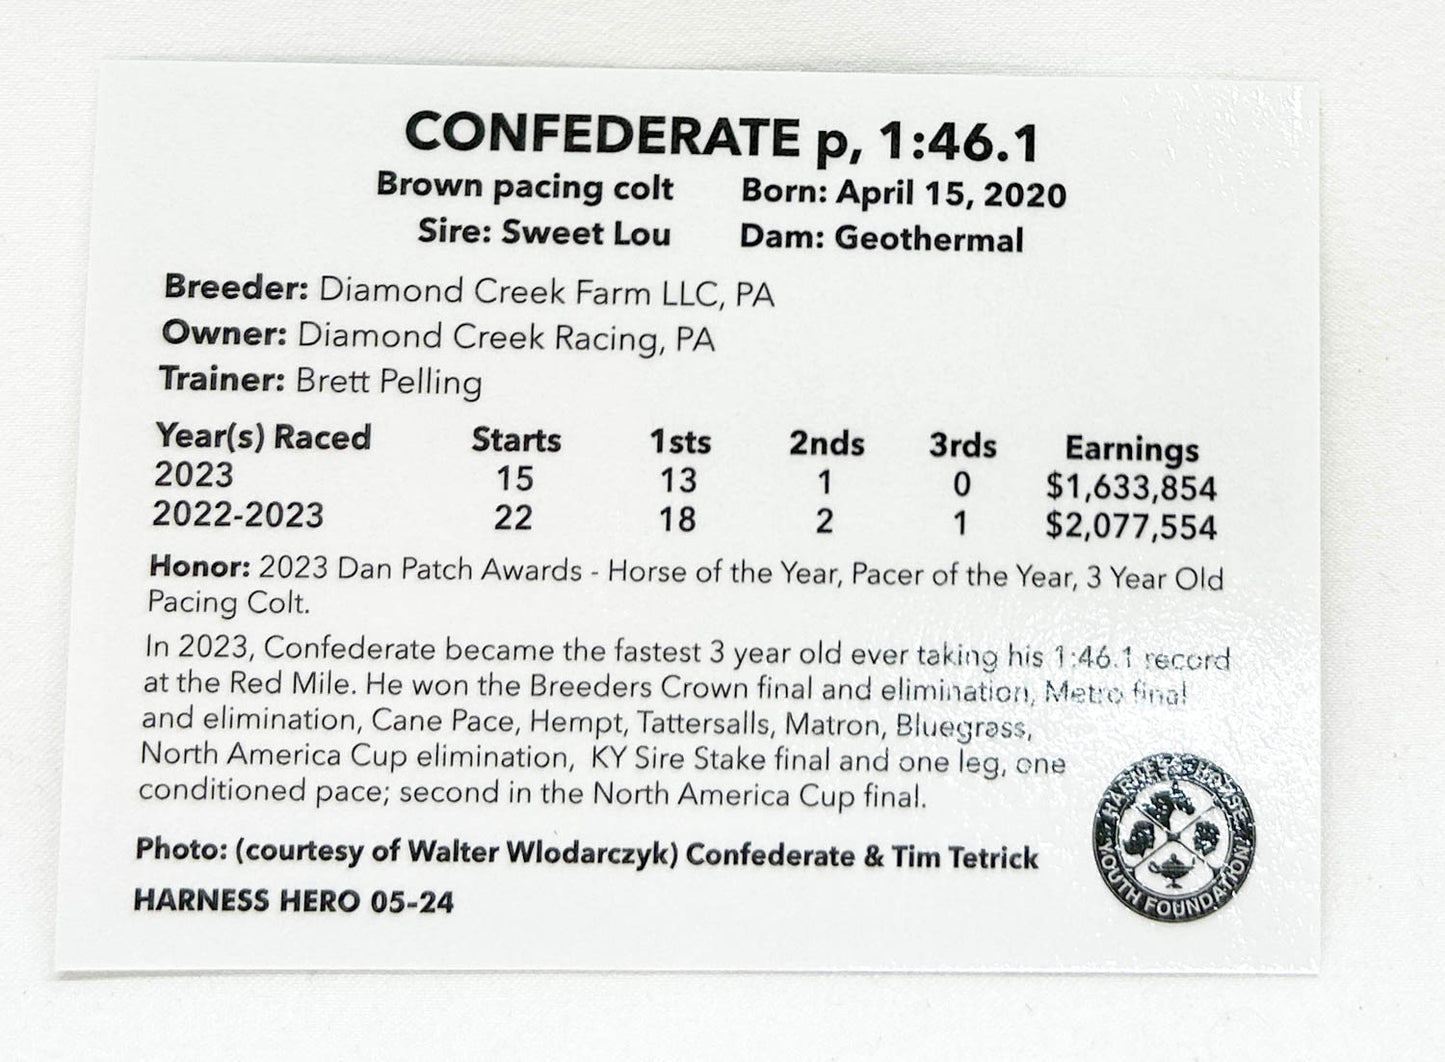 CONFEDERATE p, 1:46.1
Brown pacing colt Born: April 15, 2020
Sire: Sweet Lou Dam: Geothermal
Breeder: Diamond Creek Farm LLC, PA
Owner: Diamond Creek Racing, PA
Trainer: Brett Pelling
Year(s) Raced Starts 1sts 2nds 3rds Earnings
2023 15 13 1 0 $1,633,854
2022-2023 22 18 2 1 $2,077,554
Honor: 2023 Dan Patch Awards - Horse of the Year, Pacer of the Year, 3 Year Old
Pacing Colt.
In 2023, Confederate became the fastest 3 year old ever taking his 1:46.1 record
at the Red Mile. He won the Breeders Crown final and elimination, Metro final
and elimination, Cane Pace, Hempt, Tattersalls, Matron, Bluegrass,
North America Cup elimination, KY Sire Stake final and one leg, one
conditioned pace; second in the North America Cup final.
Photo: (courtesy of Walter Wlodarczyk) Confederate & Tim Tetrick
HARNESS HERO 05-24
HARNESS HORSE
YOUTH FOUNDATION